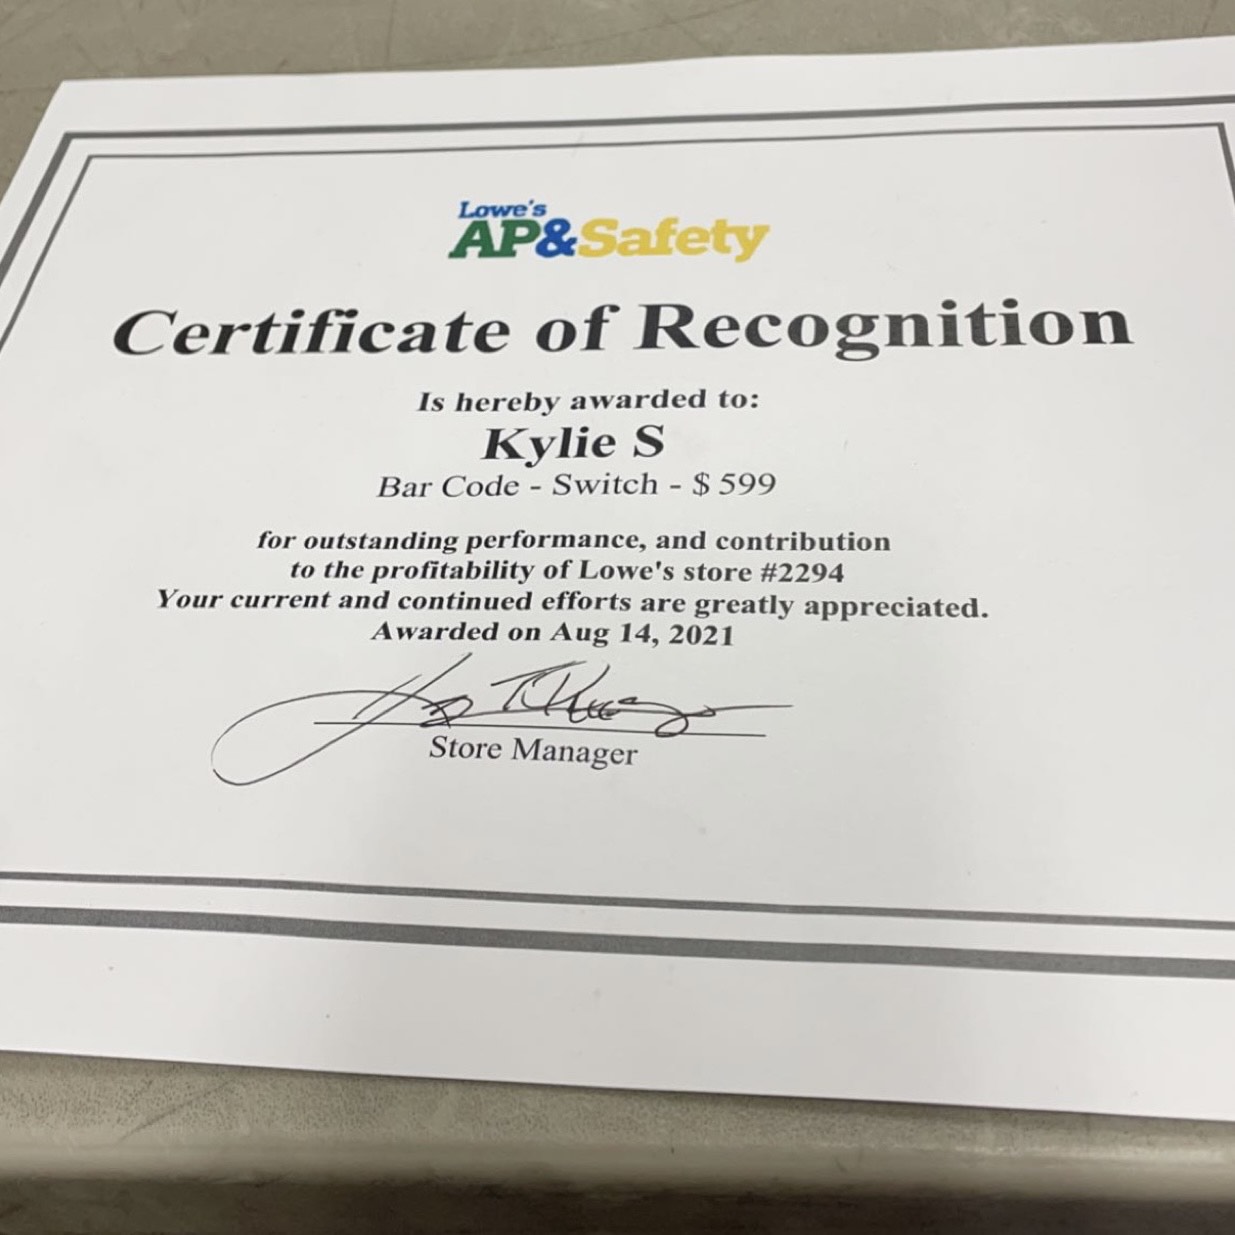 Lowe's
AP&Safety
Certificate of Recognition
Is hereby awarded to:
Kylie S
Bar Code - Switch - $ 599
for outstanding performance, and contribution
to the profitability of Lowe's store #2294
Your current and continued efforts are greatly appreciated.
Awarded on Aug 14, 2021
Store Manager